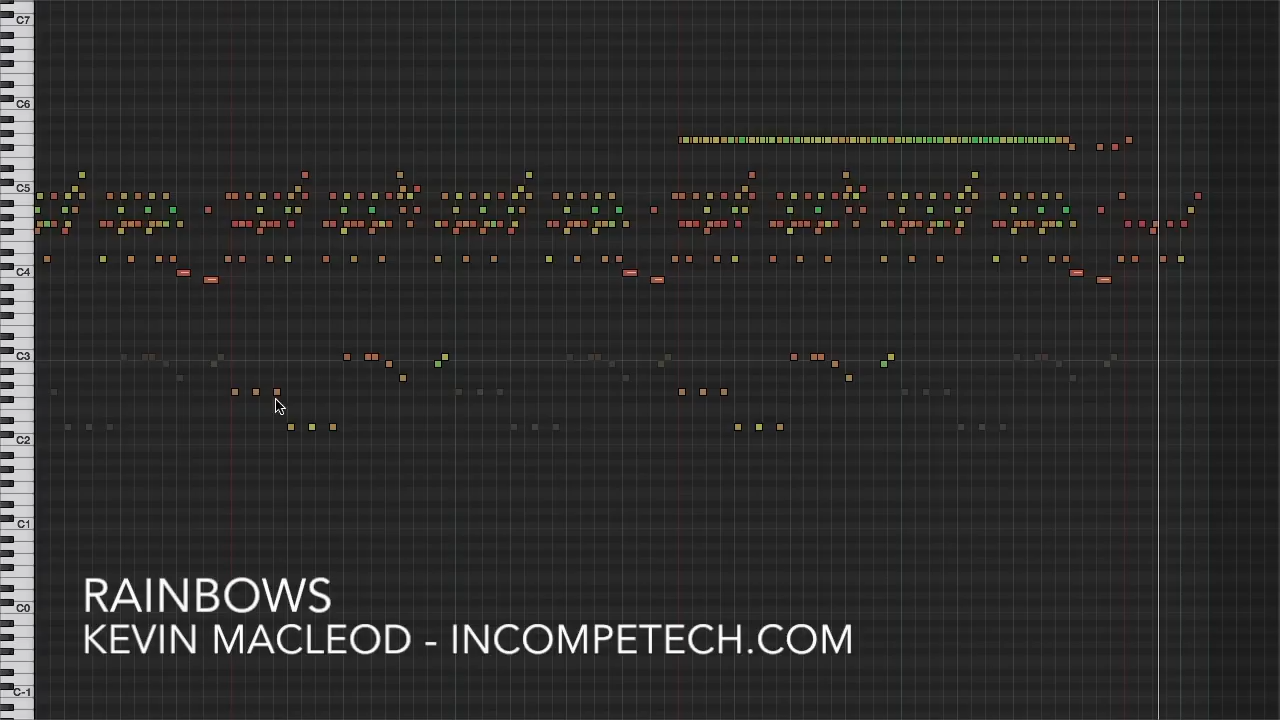 C7
C6
C5
C4
C3
C2
C1
C0
C-1
RAINBOWS
KEVIN MACLEOD - INCOMPETECH.COM